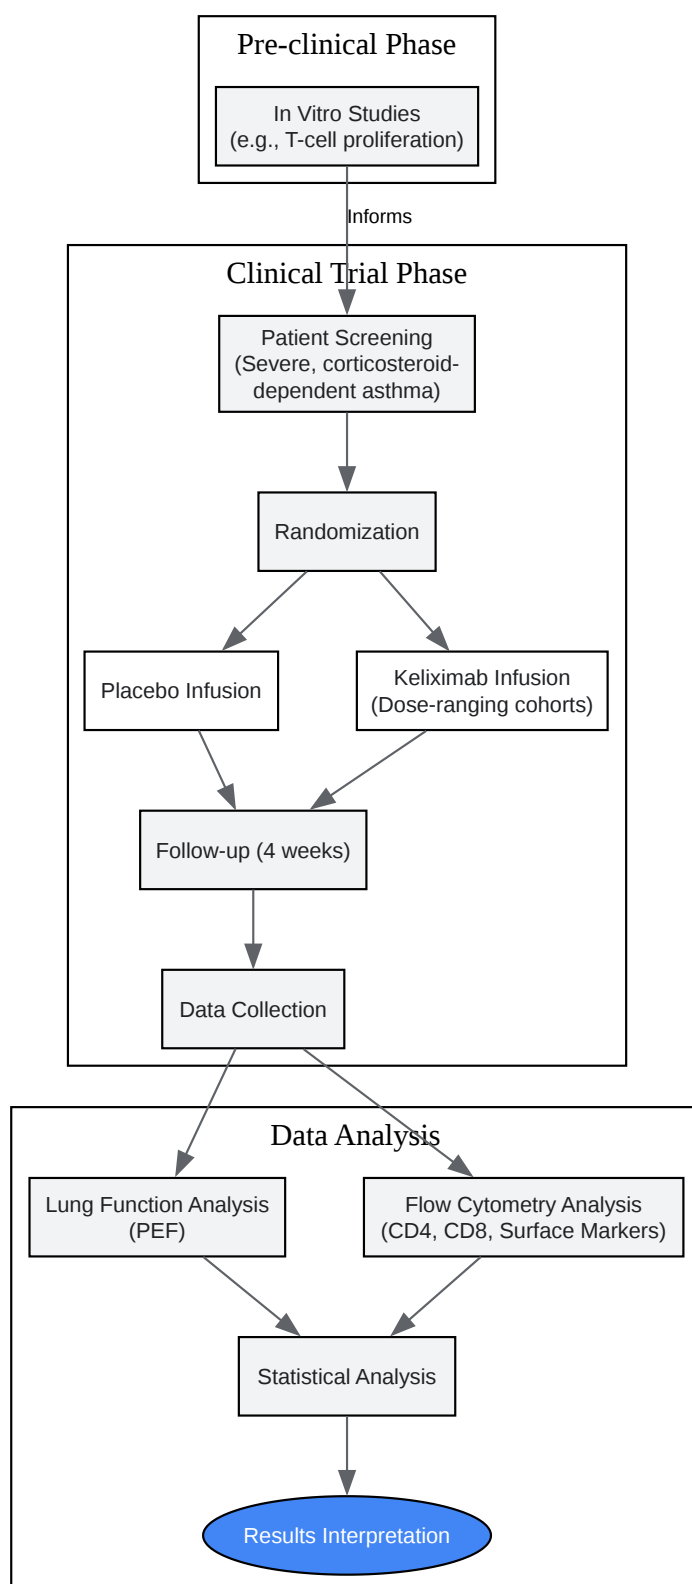 Pre-clinical Phase
In Vitro Studies
(e.g., T-cell proliferation)
Informs
Clinical Trial Phase
Patient Screening
(Severe, corticosteroid-
dependent asthma)
Randomization
Placebo Infusion
Keliximab Infusion
(Dose-ranging cohorts)
Follow-up (4 weeks)
Data Collection
Data Analysis
Lung Function Analysis
(PEF)
Flow Cytometry Analysis
(CD4, CD8, Surface Markers)
Statistical Analysis
Results Interpretation